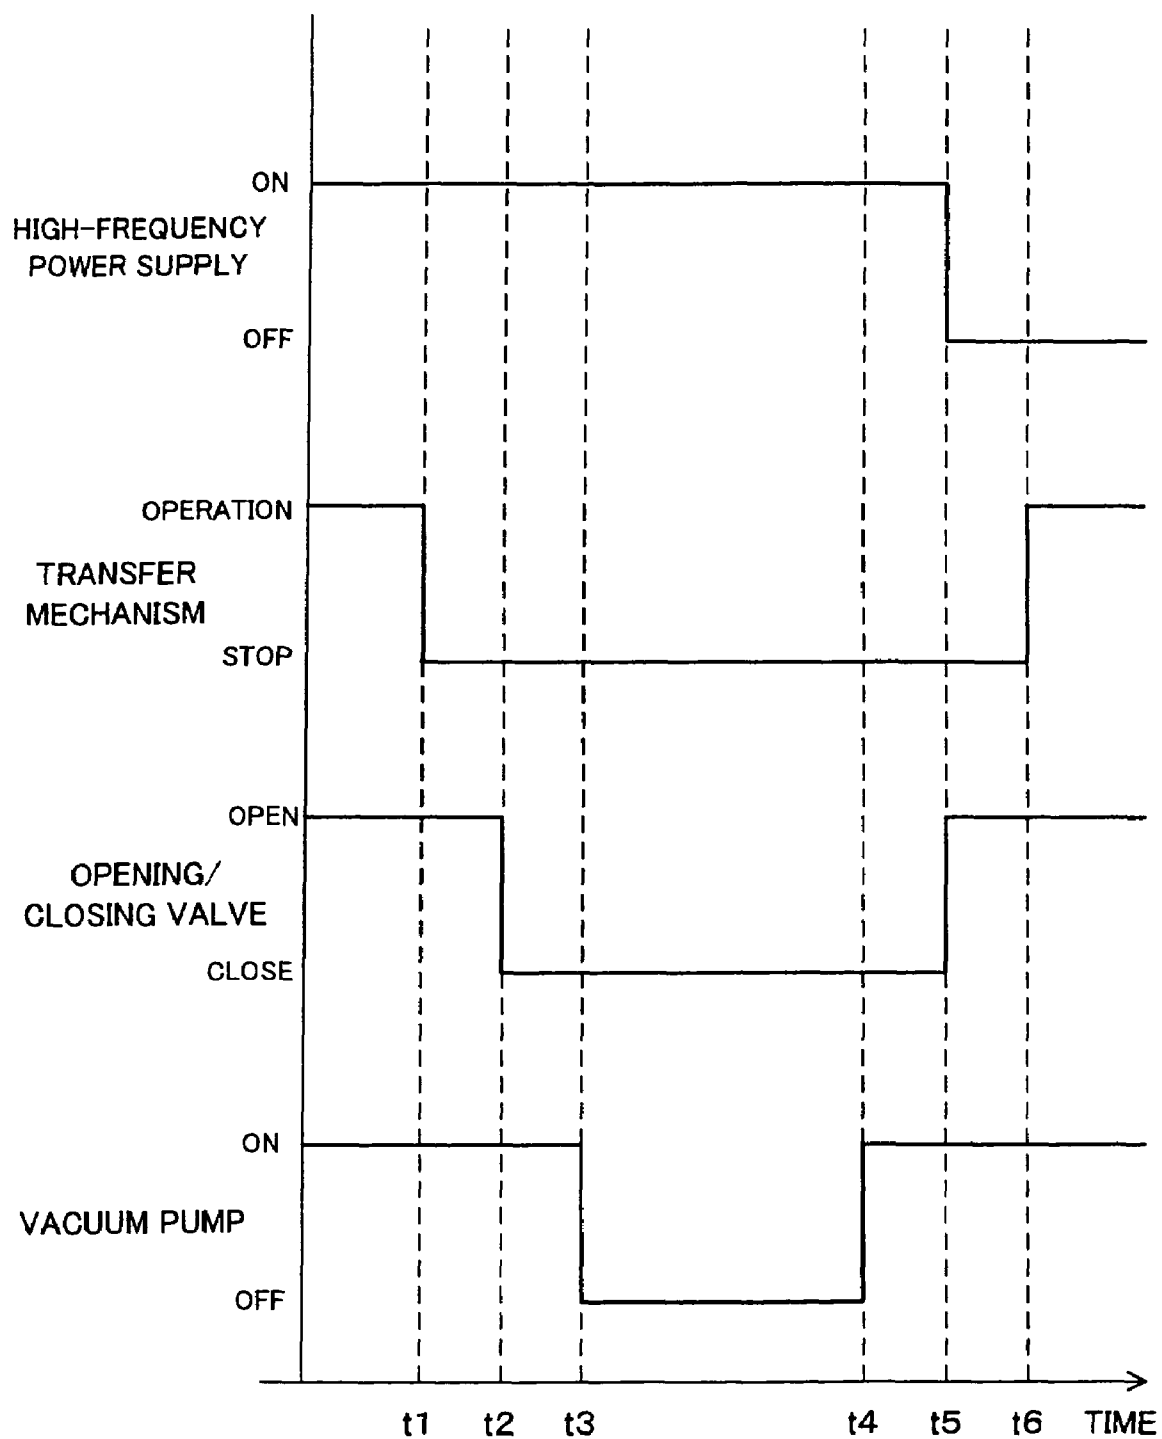 ON
HIGH-FREQUENCY
POWER SUPPLY
OFF
OPERATION
TRANSFER
MECHANISM
STOP
OPEN
OPENING/
CLOSING VALVE
CLOSE
ON
VACUUM PUMP
OFF
t1 t2 t3 t4 t5 t6 TIME